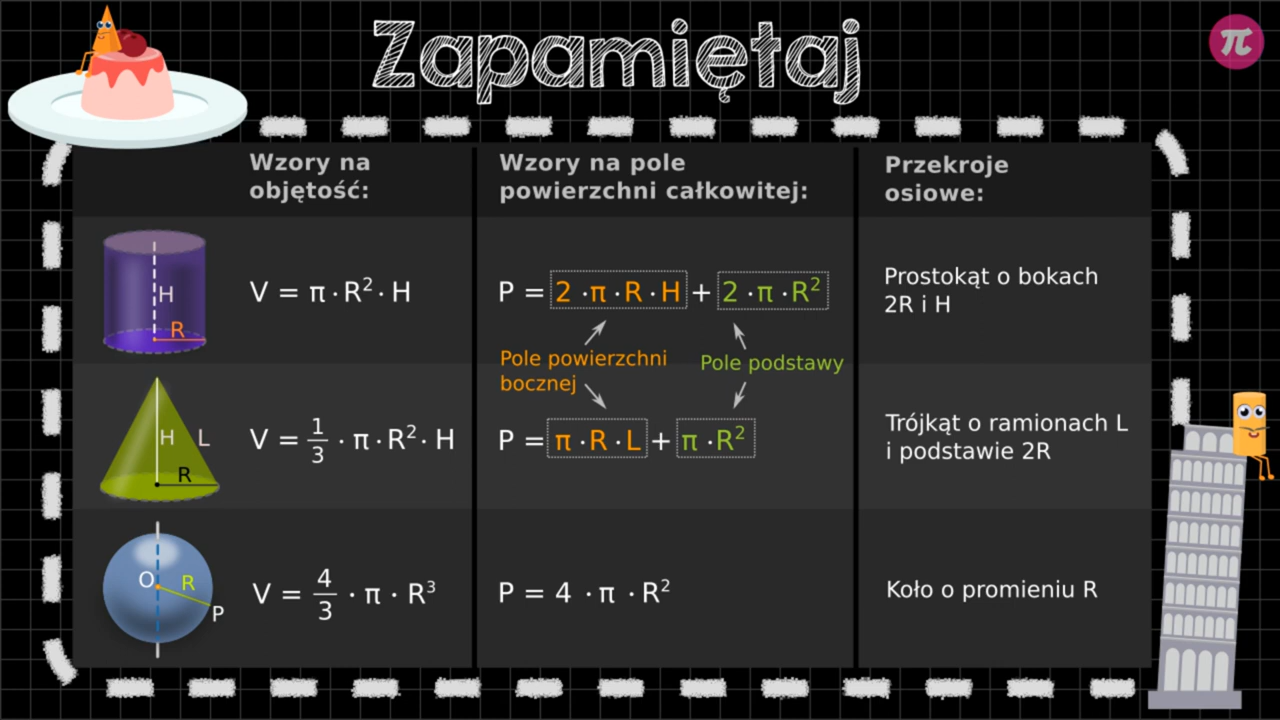 Zapamiętaj
π
Wzory na
objętość:
Wzory na pole
powierzchni całkowitej:
Przekroje
osiowe:
H
R
V = π · R² · H
P = 2 · π · R · H + 2 · π · R²
Prostokąt o bokach
2R i H
Pole powierzchni
bocznej
Pole podstawy
H
L
R
V = 1/3 · π · R² · H
P = π · R · L + π · R²
Trójkąt o ramionach L
i podstawie 2R
O
R
P
V = 4/3 · π · R³
P = 4 · π · R²
Koło o promieniu R